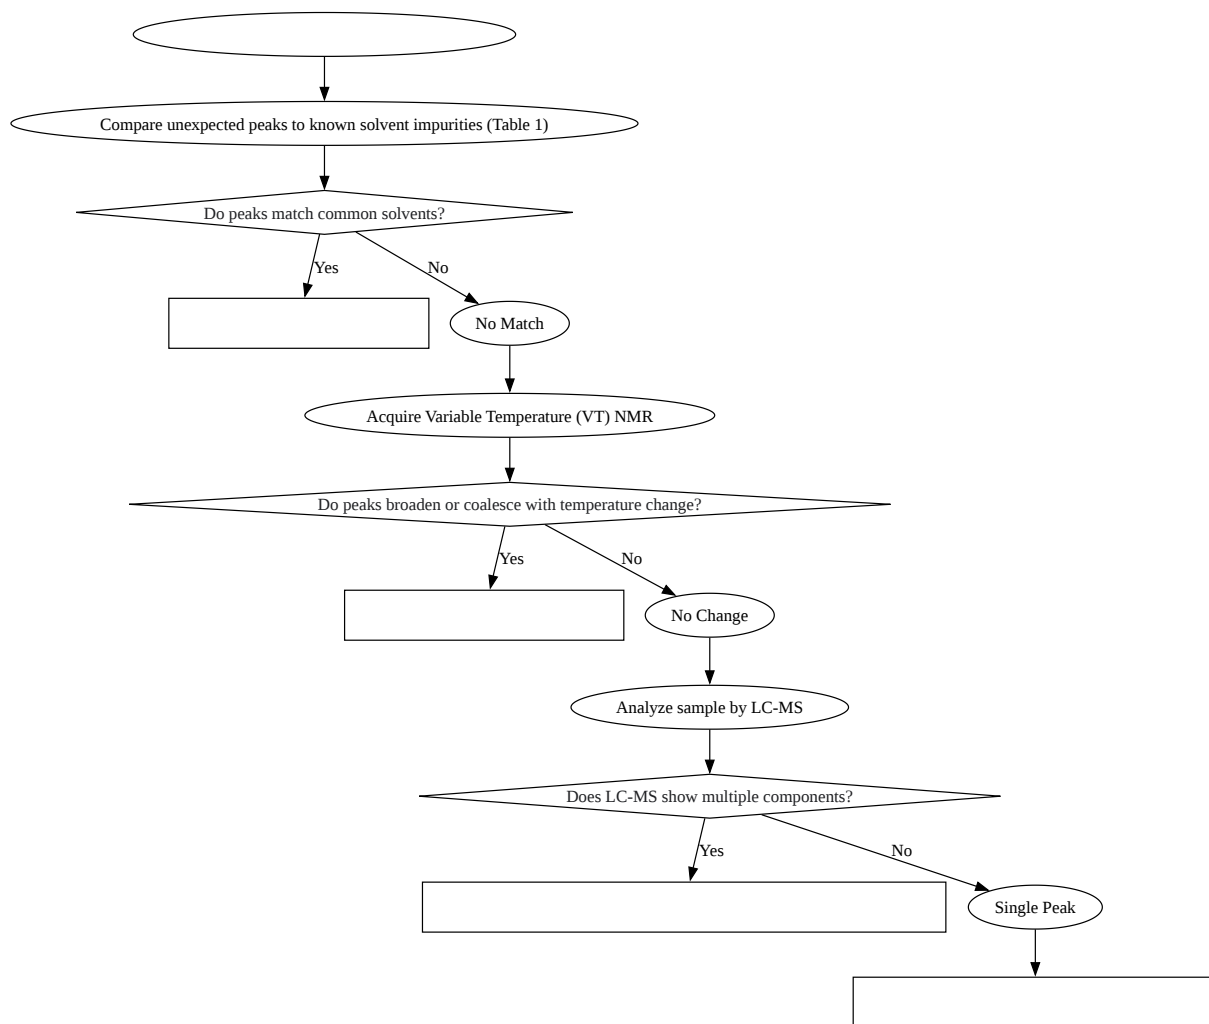 Compare unexpected peaks to known solvent impurities (Table 1)
Do peaks match common solvents?
Yes
No
No Match
Acquire Variable Temperature (VT) NMR
Do peaks broaden or coalesce with temperature change?
Yes
No
No Change
Analyze sample by LC-MS
Does LC-MS show multiple components?
Yes
No
Single Peak